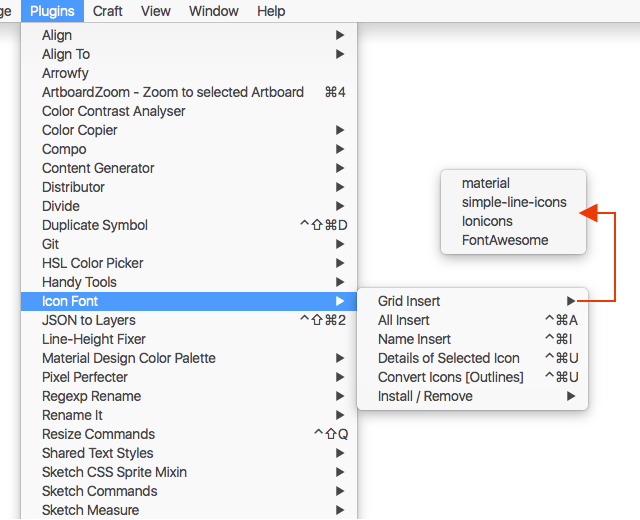 ge Plugins Craft View Window Help
Align
Align To
Arrowfy
ArtboardZoom - Zoom to selected Artboard ⌘4
Color Contrast Analyser
Color Copier
Compo
Content Generator
Distributor
Divide
Duplicate Symbol ^⇧⌘D
Git
HSL Color Picker
Handy Tools
Icon Font
JSON to Layers ^⇧⌘2
Line-Height Fixer
Material Design Color Palette
Pixel Perfecter
Regexp Rename
Rename It
Resize Commands ^⇧Q
Shared Text Styles
Sketch CSS Sprite Mixin
Sketch Commands
Sketch Measure
Grid Insert
All Insert ^⌘A
Name Insert ^⌘I
Details of Selected Icon ^⌘U
Convert Icons [Outlines] ^⌘U
Install / Remove
material
simple-line-icons
Ionicons
FontAwesome